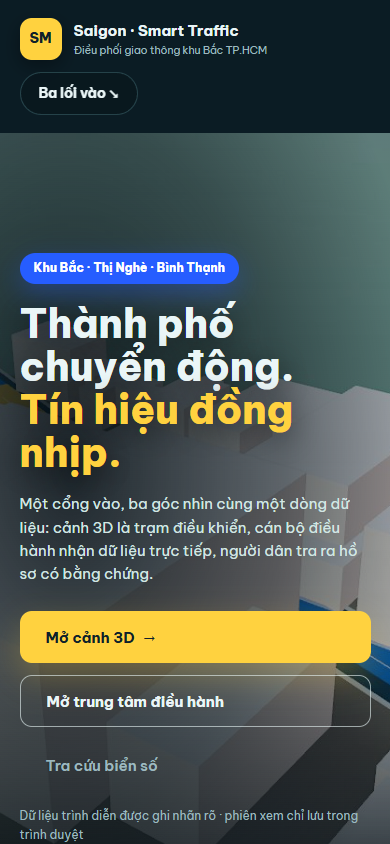 SM
Saigon · Smart Traffic
Điều phối giao thông khu Bắc TP.HCM
Ba lối vào ↘
Khu Bắc · Thị Nghè · Bình Thạnh
Thành phố
chuyển động.
Tín hiệu đồng
nhịp.
Một cổng vào, ba góc nhìn cùng một dòng dữ
liệu: cảnh 3D là trạm điều khiển, cán bộ điều
hành nhận dữ liệu trực tiếp, người dân tra ra hồ
sơ có bằng chứng.
Mở cảnh 3D →
Mở trung tâm điều hành
Tra cứu biển số
Dữ liệu trình diễn được ghi nhãn rõ · phiên xem chỉ lưu trong
trình duyệt